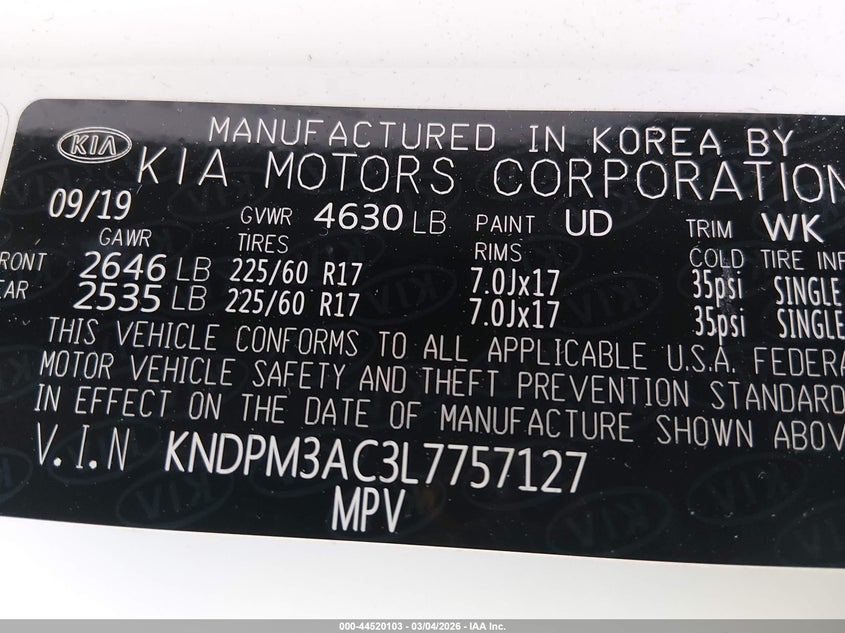 MANUFACTURED IN KOREA BY
KIA KIA MOTORS CORPORATION
09/19 GVWR 4630 LB PAINT UD TRIM WK
GAWR TIRES RIMS COLD TIRE INF
FRONT 2646 LB 225/60 R17 7.0Jx17 35psi SINGLE
EAR 2535 LB 225/60 R17 7.0Jx17 35psi SINGLE
THIS VEHICLE CONFORMS TO ALL APPLICABLE U.S.A. FEDERA
MOTOR VEHICLE SAFETY AND THEFT PREVENTION STANDARD
IN EFFECT ON THE DATE OF MANUFACTURE SHOWN ABOV
V.I.N KNDPM3AC3L7757127
MPV
000-44520103 - 03/04/2026 - IAA Inc.